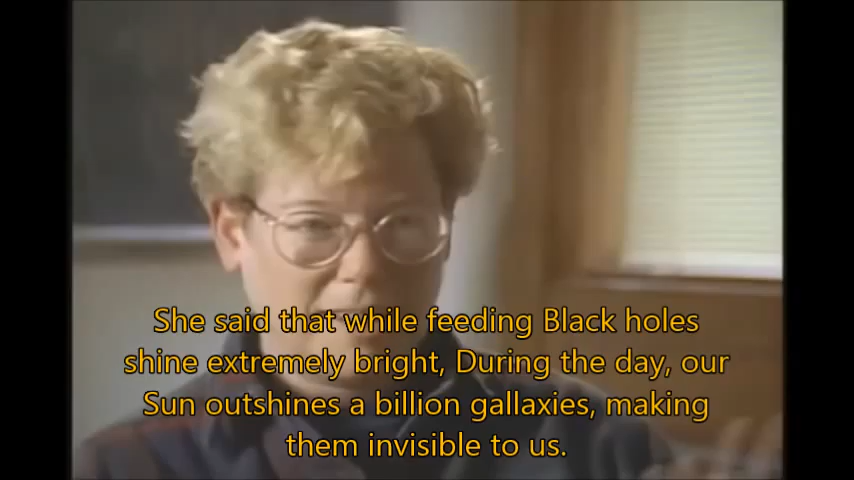 She said that while feeding Black holes
shine extremely bright, During the day, our
Sun outshines a billion gallaxies, making
them invisible to us.